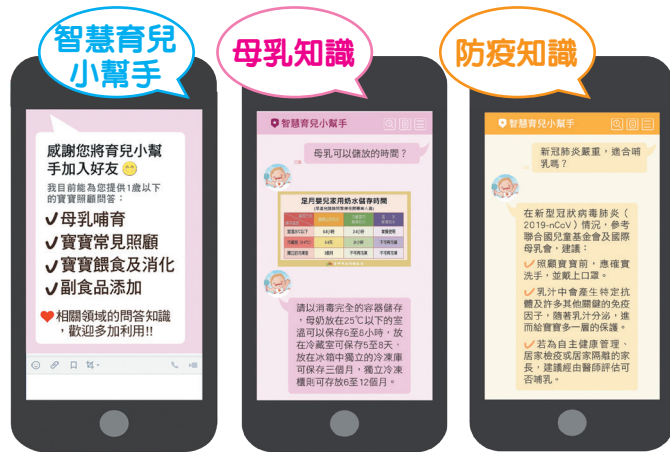 智慧育兒
小幫手
感謝您將育兒小幫
手加入好友
我目前能為您提供1歲以下
的寶寶照顧問答：
母乳哺育
寶寶常見照顧
寶寶餵食及消化
副食品添加
相關領域的問答知識
，歡迎多加利用!!
母乳知識
智慧育兒小幫手
母乳可以儲放的時間？
足月嬰兒家用奶水儲存時間
6-8小時
24小時
5-8天
3個月
請以消毒完全的容器儲存
，母奶放在25℃以下的室
溫可以保存6至8小時，放
在冷藏室可保存5至8天，
放在冰箱中獨立的冷凍庫
可保存三個月，獨立冷凍
櫃則可存放6至12個月。
防疫知識
智慧育兒小幫手
新冠肺炎嚴重，適合哺
乳嗎？
在新型冠狀病毒肺炎（
2019-nCoV）情況，參考
聯合國兒童基金會及國際
母乳會，建議：
照顧寶寶前，應確實
洗手，並戴上口罩。
乳汁中會產生特定抗
體及許多其他關鍵的免疫
因子，隨著乳汁分泌，進
而給寶寶多一層的保護。
若為自主健康管理、
居家檢疫或居家隔離的家
長，建議經由醫師評估可
否哺乳。